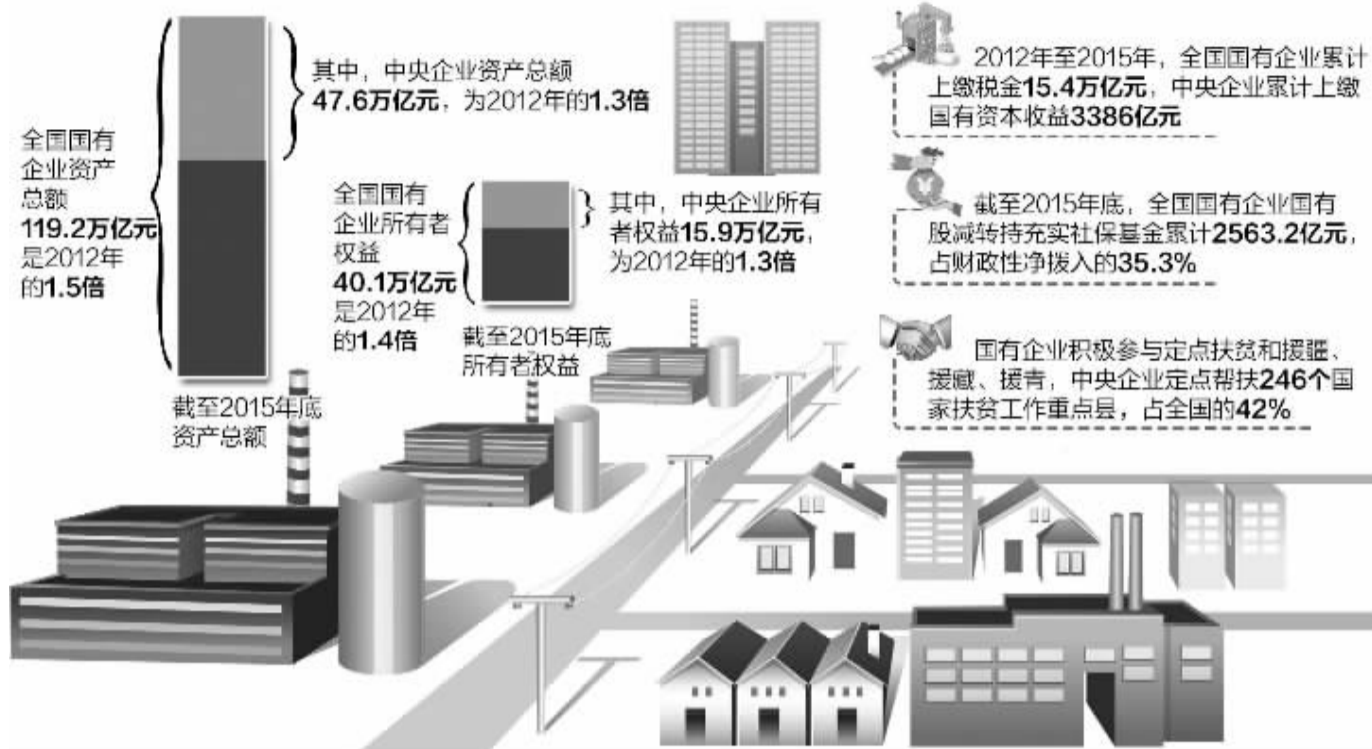 全国国有
企业资产
总额
119.2万亿元
是2012年
的1.5倍
其中，中央企业资产总额
47.6万亿元，为2012年的1.3倍
截至2015年底
资产总额
全国国有
企业所有者
权益
40.1万亿元
是2012年
的1.4倍
其中，中央企业所有
者权益15.9万亿元，
为2012年的1.3倍
截至2015年底
所有者权益
2012年至2015年，全国国有企业累计
上缴税金15.4万亿元，中央企业累计上缴
国有资本收益3386亿元
截至2015年底，全国国有企业国有
股减转持充实社保基金累计2563.2亿元，
占财政性净拨入的35.3%
国有企业积极参与定点扶贫和援疆、
援藏、援青，中央企业定点帮扶246个国
家扶贫工作重点县，占全国的42%